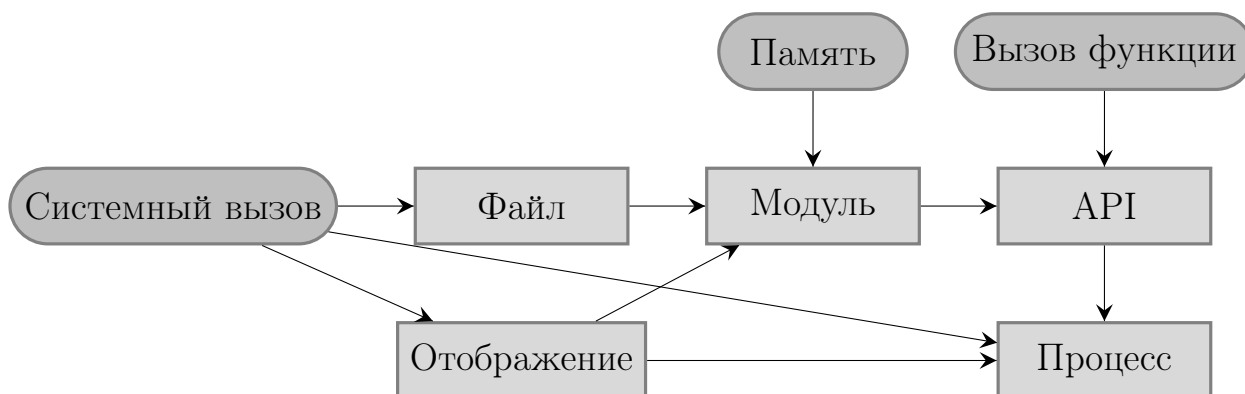 Память
Вызов функции
Системный вызов
Файл
Модуль
API
Отображение
Процесс